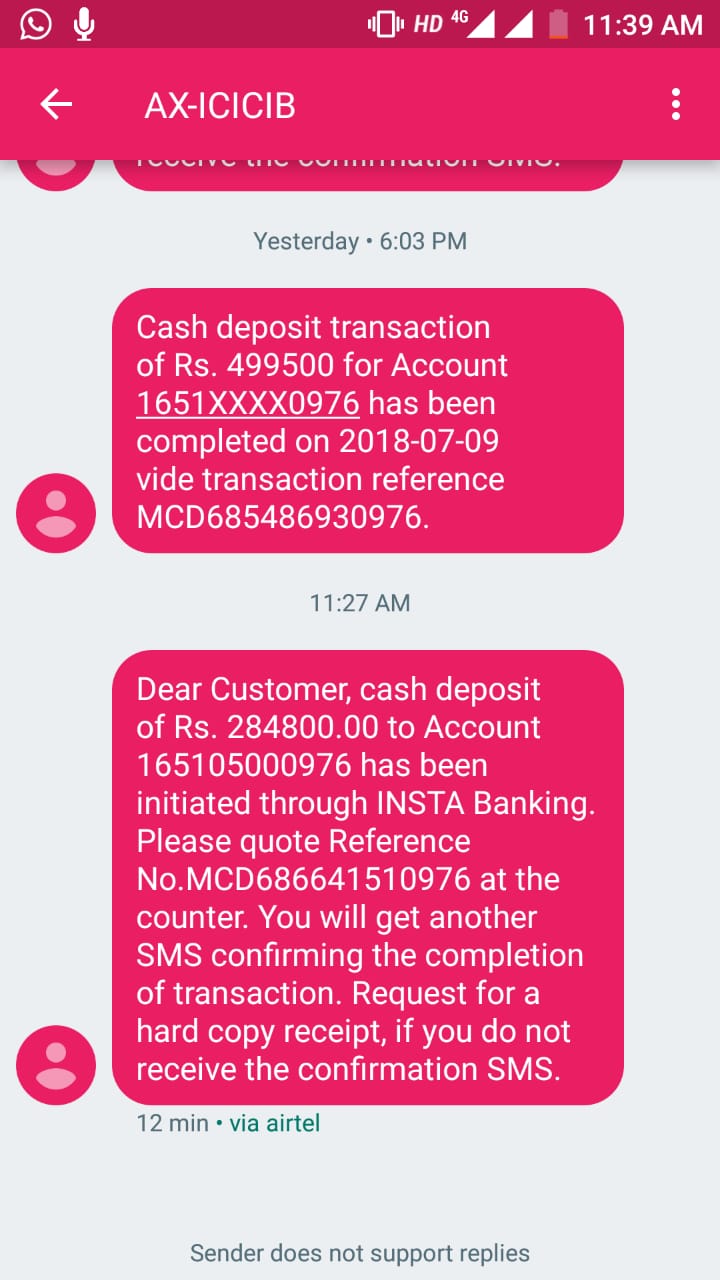 HD 4G 11:39 AM
AX-ICICIB
receive the confirmation SMS.
Yesterday • 6:03 PM
Cash deposit transaction
of Rs. 499500 for Account
1651XXXX0976 has been
completed on 2018-07-09
vide transaction reference
MCD685486930976.
11:27 AM
Dear Customer, cash deposit
of Rs. 284800.00 to Account
165105000976 has been
initiated through INSTA Banking.
Please quote Reference
No.MCD686641510976 at the
counter. You will get another
SMS confirming the completion
of transaction. Request for a
hard copy receipt, if you do not
receive the confirmation SMS.
12 min • via airtel
Sender does not support replies